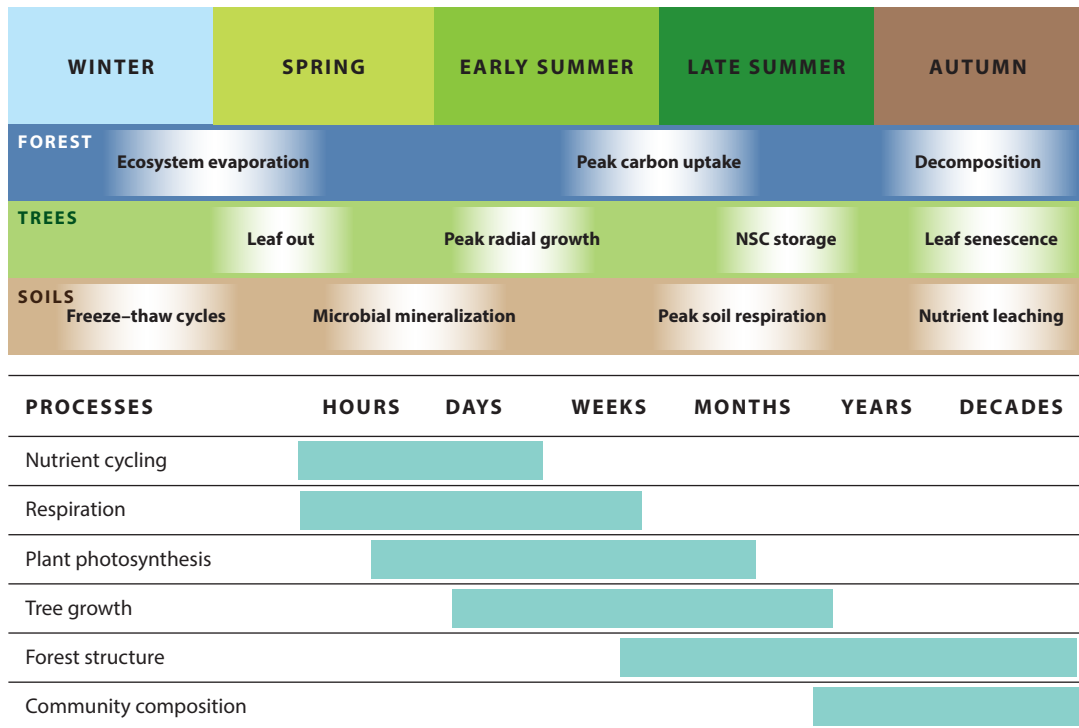 WINTER SPRING EARLY SUMMER LATE SUMMER AUTUMN
FOREST
Ecosystem evaporation Peak carbon uptake Decomposition
TREES
Leaf out Peak radial growth NSC storage Leaf senescence
SOILS
Freeze–thaw cycles Microbial mineralization Peak soil respiration Nutrient leaching
PROCESSES HOURS DAYS WEEKS MONTHS YEARS DECADES
Nutrient cycling
Respiration
Plant photosynthesis
Tree growth
Forest structure
Community composition